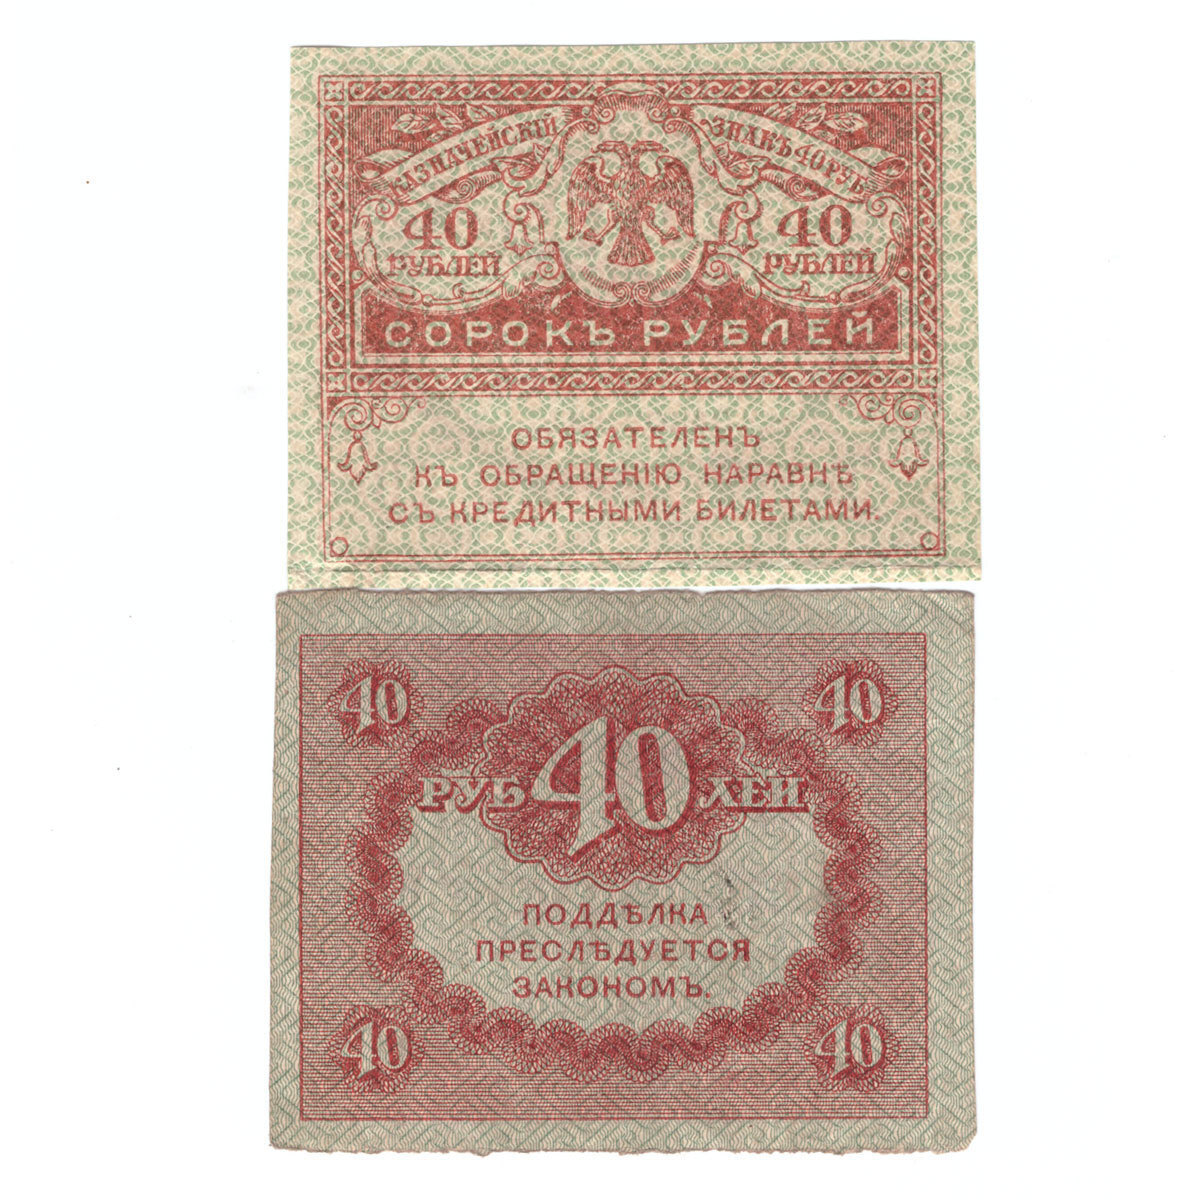 КАЗНАЧЕЙСКІЙ ЗНАКЪ 40 РУБ.
40 40
РУБЛЕЙ РУБЛЕЙ
СОРОКЪ РУБЛЕЙ
ОБЯЗАТЕЛЕНЪ
КЪ ОБРАЩЕНІЮ НАРАВНѢ
СЪ КРЕДИТНЫМИ БИЛЕТАМИ.
40 40
РУБ 40 ЛЕЙ
ПОДДѢЛКА
ПРЕСЛѢДУЕТСЯ
ЗАКОНОМЪ.
40 40